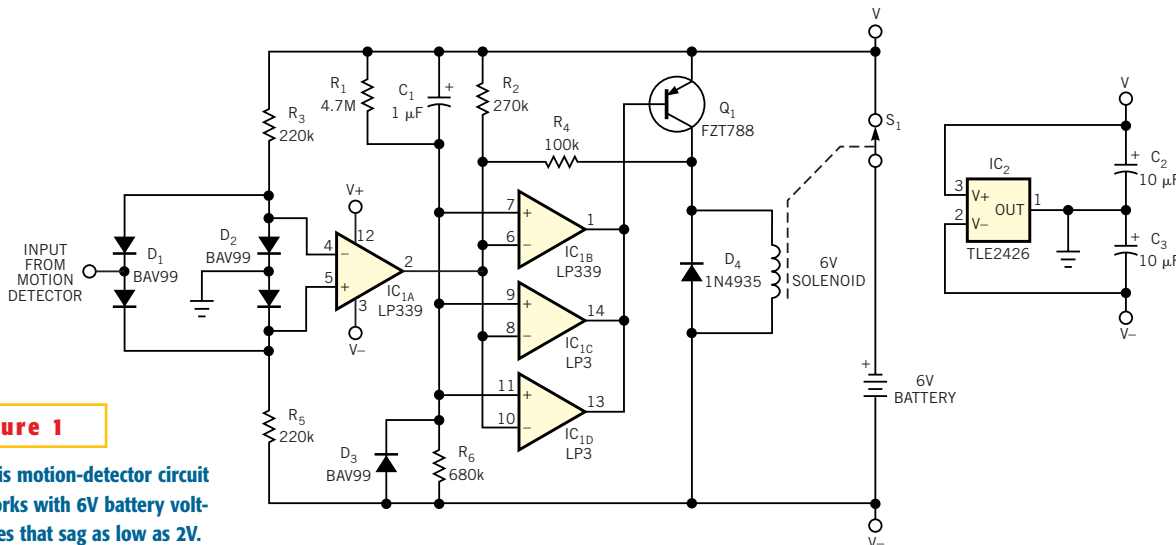 V
R1
4.7M
C1
+
1 µF
R2
270k
R3
220k
Q1
FZT788
R4
100k
S1
V
+
C2
10 µF
IC2
3
V+
OUT
1
2
V–
TLE2426
+
C3
10 µF
V–
INPUT
FROM
MOTION
DETECTOR
D1
BAV99
D2
BAV99
V+
12
4
–
5
+
2
IC1A
LP339
3
V–
7
+
6
–
1
IC1B
LP339
9
+
8
–
14
IC1C
LP3
11
+
10
–
13
IC1D
LP3
D4
1N4935
6V
SOLENOID
+
6V
BATTERY
R5
220k
D3
BAV99
R6
680k
V–
ure 1
is motion-detector circuit
orks with 6V battery volt-
es that sag as low as 2V.